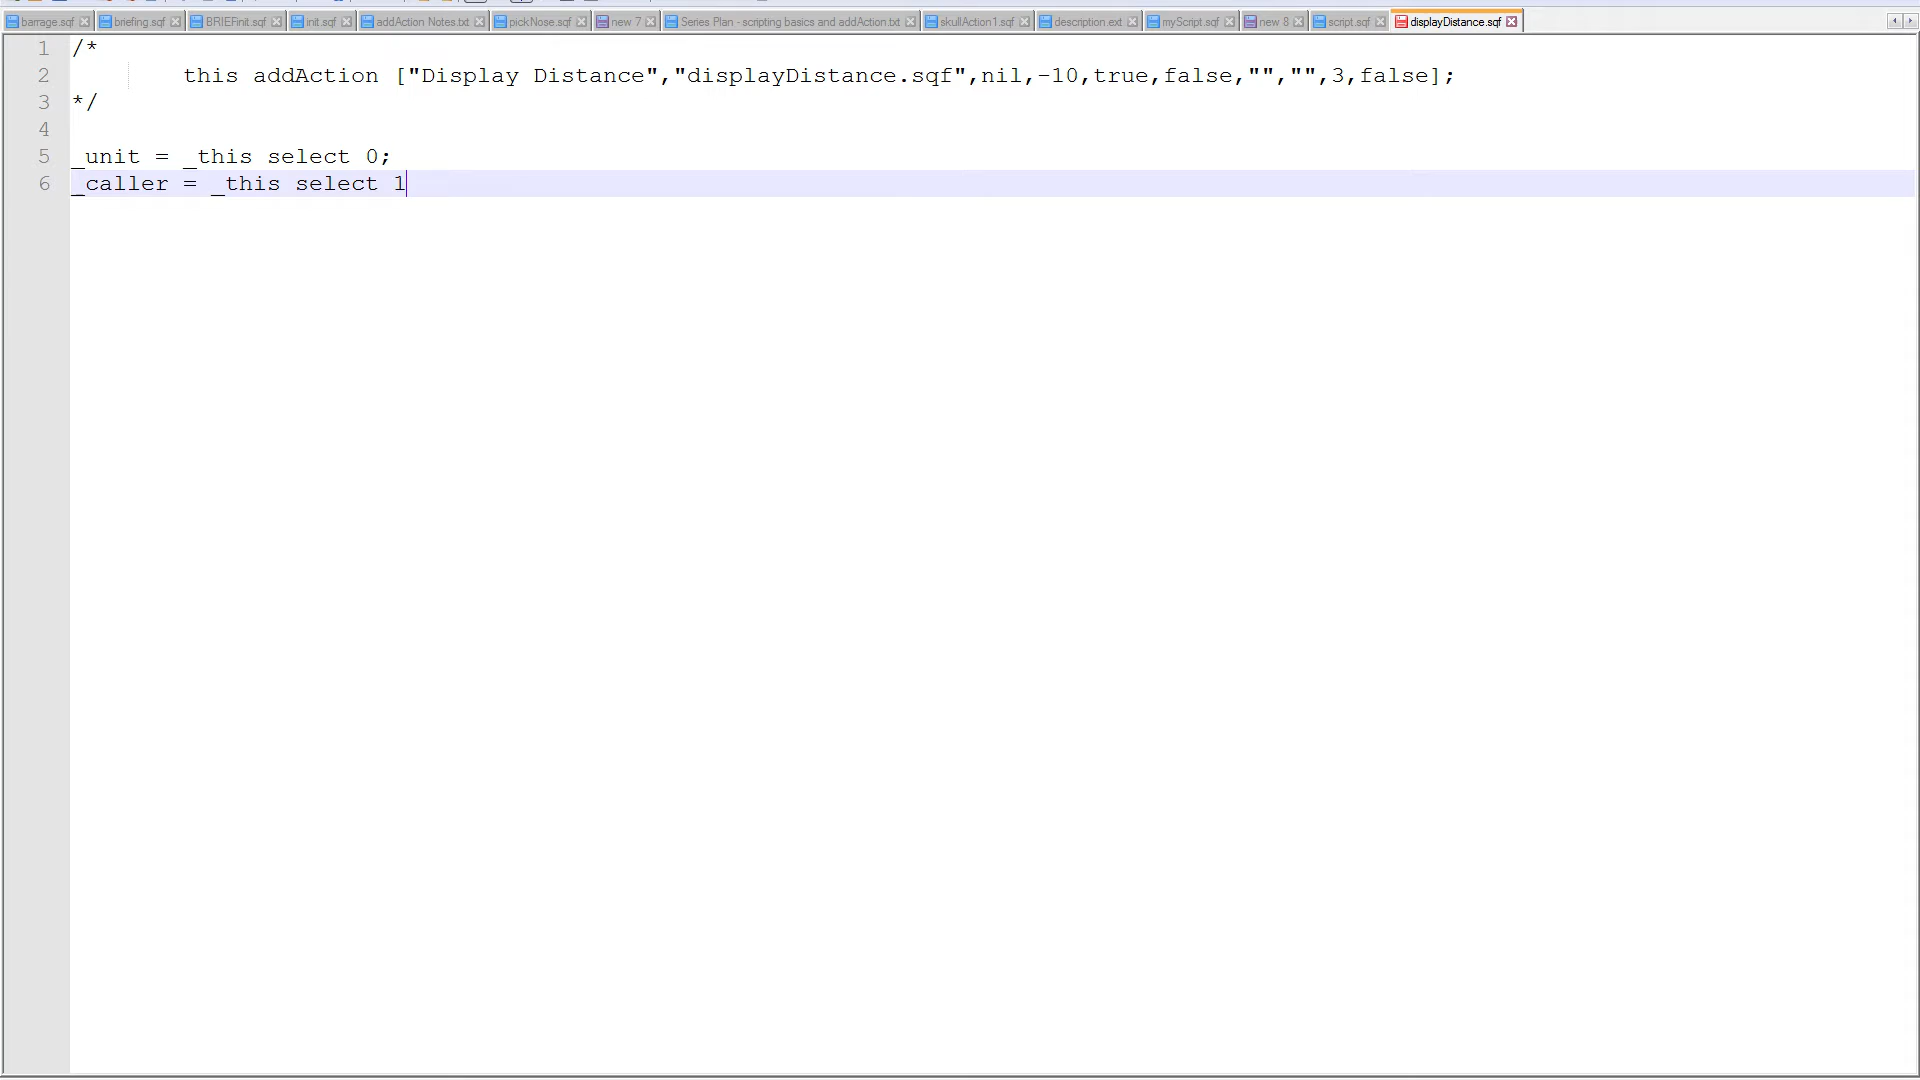 barrage.sqf briefing.sqf BRIEFinit.sqf init.sqf addAction Notes.txt pickNose.sqf new 7 Series Plan - scripting basics and addAction.txt skullAction1.sqf description.ext myScript.sqf new 8 script.sqf displayDistance.sqf
1 /*
2 this addAction ["Display Distance","displayDistance.sqf",nil,-10,true,false,"","",3,false];
3 */
4
5 _unit = _this select 0;
6 _caller = _this select 1